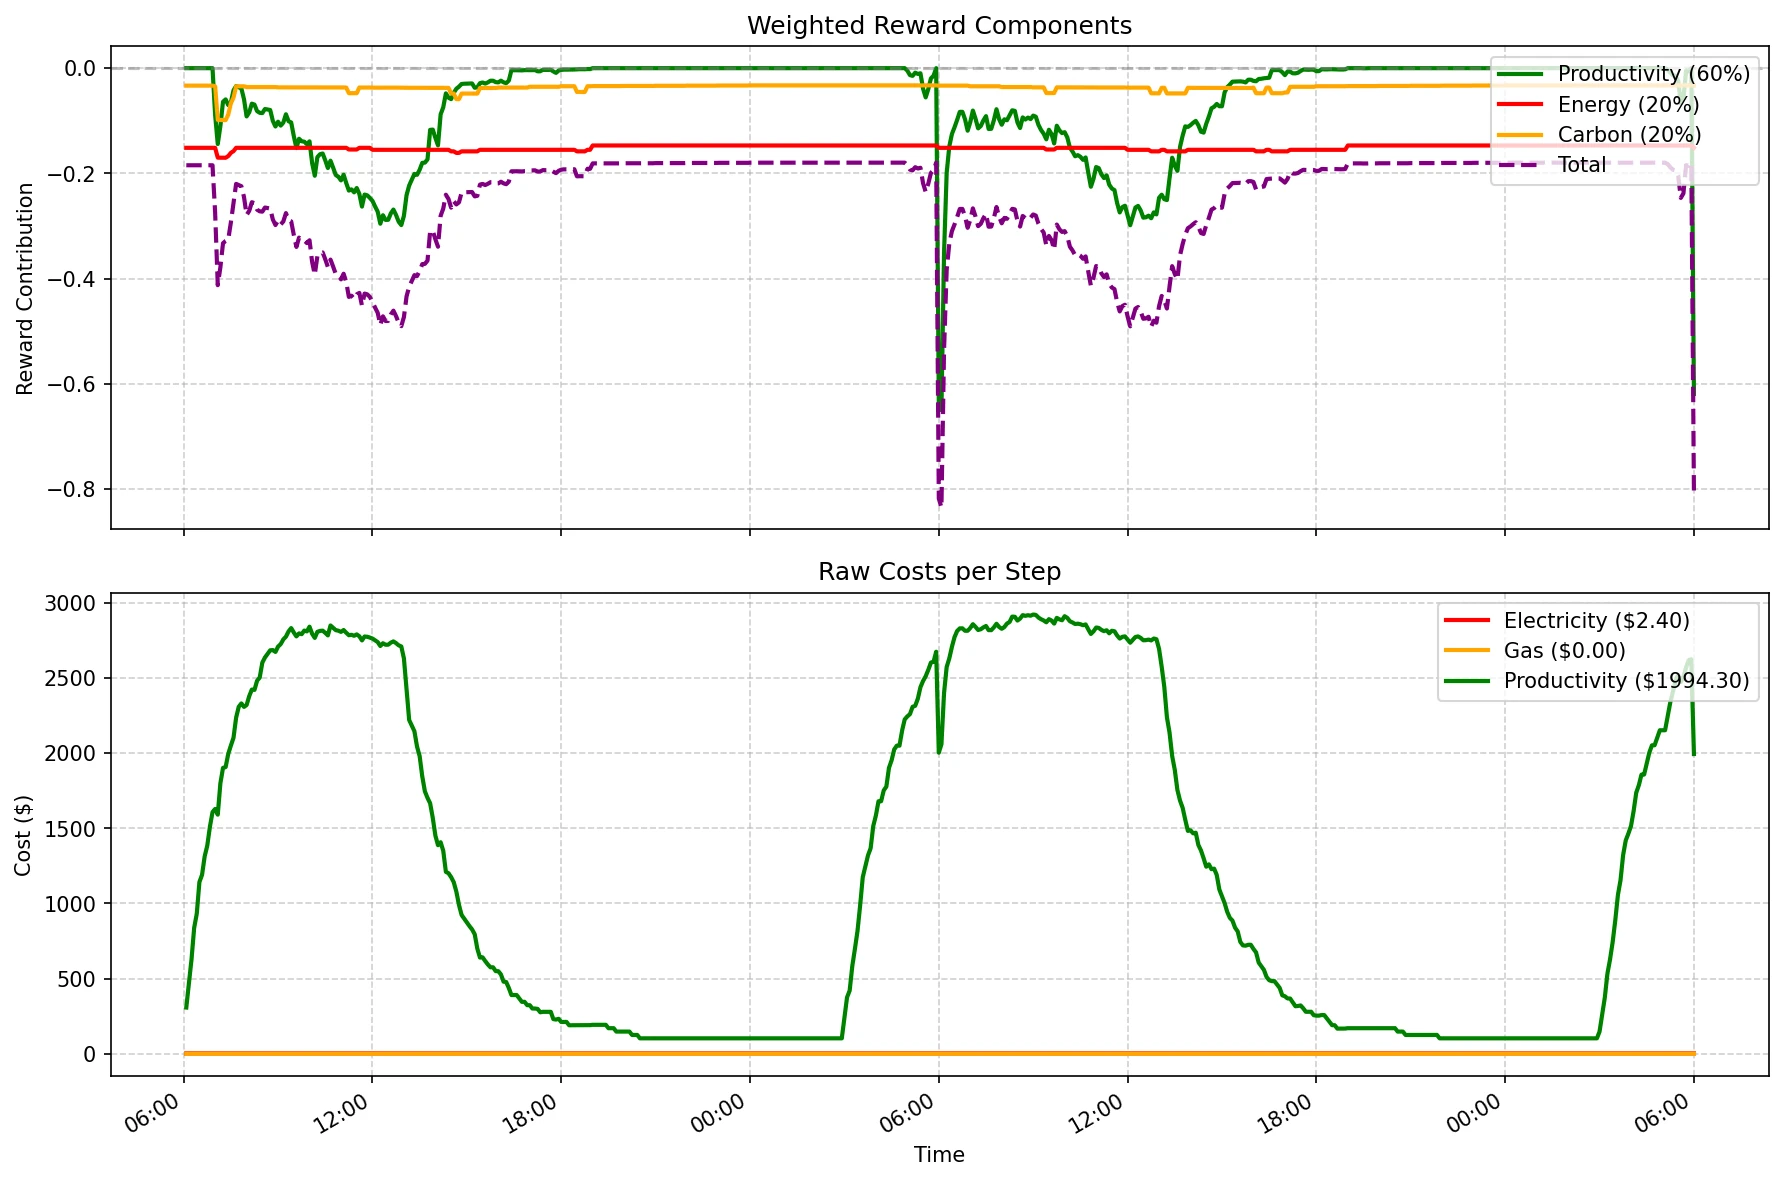 Weighted Reward Components
Reward Contribution
0.0
−0.2
−0.4
−0.6
−0.8
Productivity (60%)
Energy (20%)
Carbon (20%)
Total
Raw Costs per Step
Cost ($)
3000
2500
2000
1500
1000
500
0
Electricity ($2.40)
Gas ($0.00)
Productivity ($1994.30)
06:00
12:00
18:00
00:00
06:00
12:00
18:00
00:00
06:00
Time